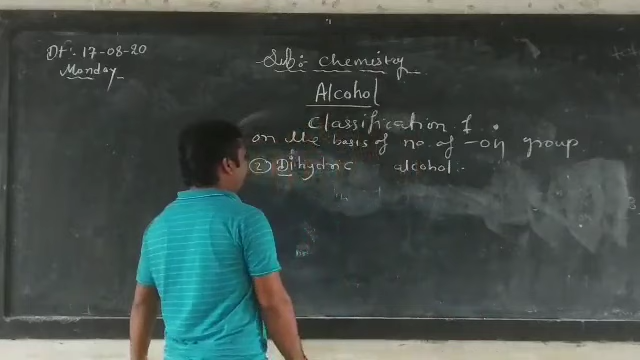 Dt:- 17-08-20
Monday
Sub:- Chemistry
Alcohol
Classification :-
on the basis of no. of -OH group
(2) Dihydric alcohol :-